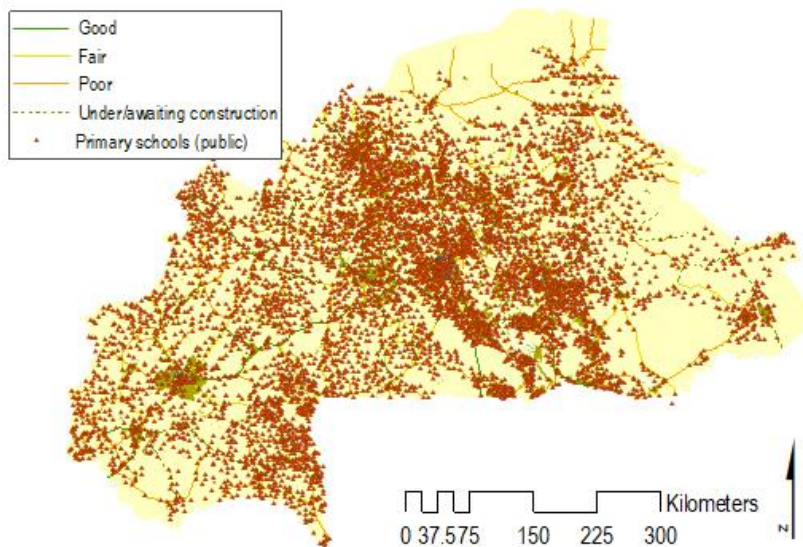 Good
Fair
Poor
Under/awaiting construction
Primary schools (public)
Kilometers
0 37.575 150 225 300
N